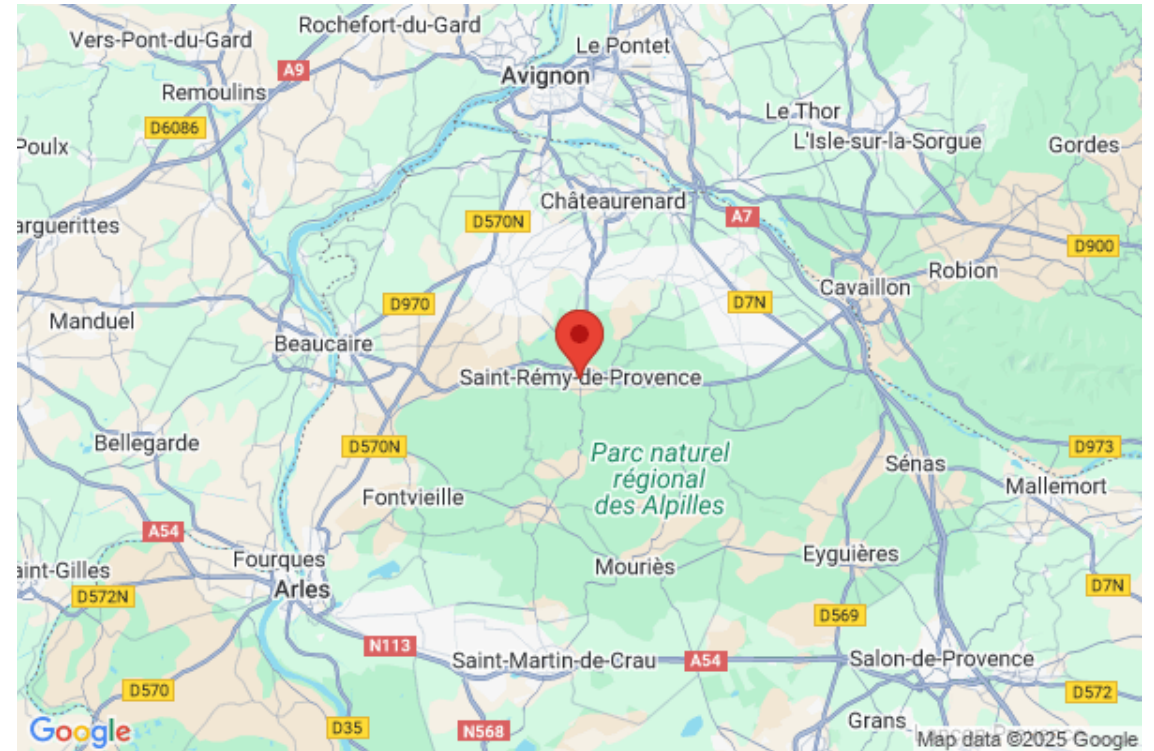 Rochefort-du-Gard
Vers-Pont-du-Gard
Le Pontet
A9
Avignon
Remoulins
Le Thor
D6086
L'Isle-sur-la-Sorgue
Gordes
Poulx
Châteaurenard
A7
D570N
arguerittes
D900
Robion
Cavaillon
D970
D7N
Manduel
Beaucaire
Saint-Rémy-de-Provence
Bellegarde
D570N
D973
Parc naturel
régional
des Alpilles
Sénas
Mallemort
Fontvieille
A54
Fourques
Eyguières
Mouriès
aint-Gilles
Arles
D7N
D572N
D569
N113
Saint-Martin-de-Crau
A54
Salon-de-Provence
D570
D572
D35
N568
Grans
Google
Map data ©2025 Google